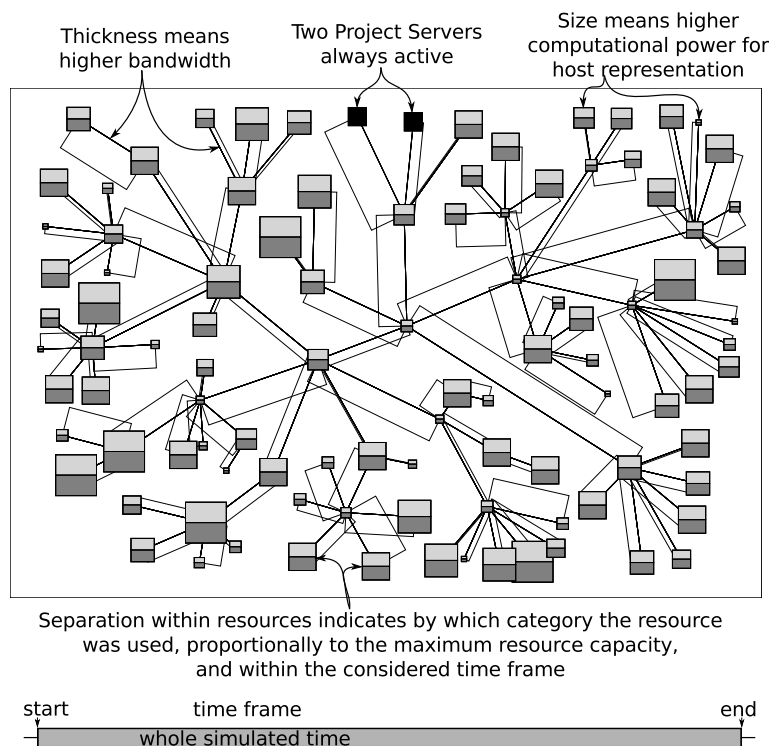 Thickness means
higher bandwidth
Two Project Servers
always active
Size means higher
computational power for
host representation
Separation within resources indicates by which category the resource
was used, proportionally to the maximum resource capacity,
and within the considered time frame
start
time frame
end
whole simulated time